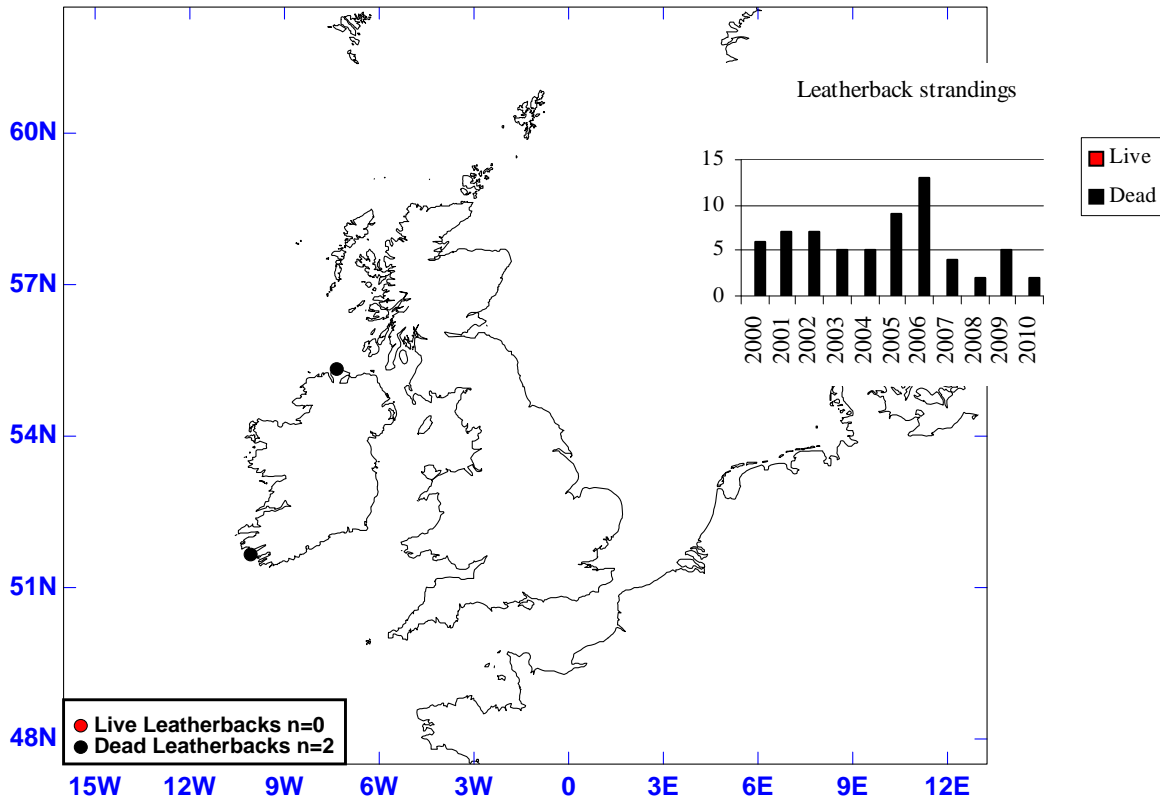 Leatherback strandings
60N
Live
Dead
15
10
5
0
2000
2001
2002
2003
2004
2005
2006
2007
2008
2009
2010
57N
54N
51N
48N
Live Leatherbacks n=0
Dead Leatherbacks n=2
15W 12W 9W 6W 3W 0 3E 6E 9E 12E